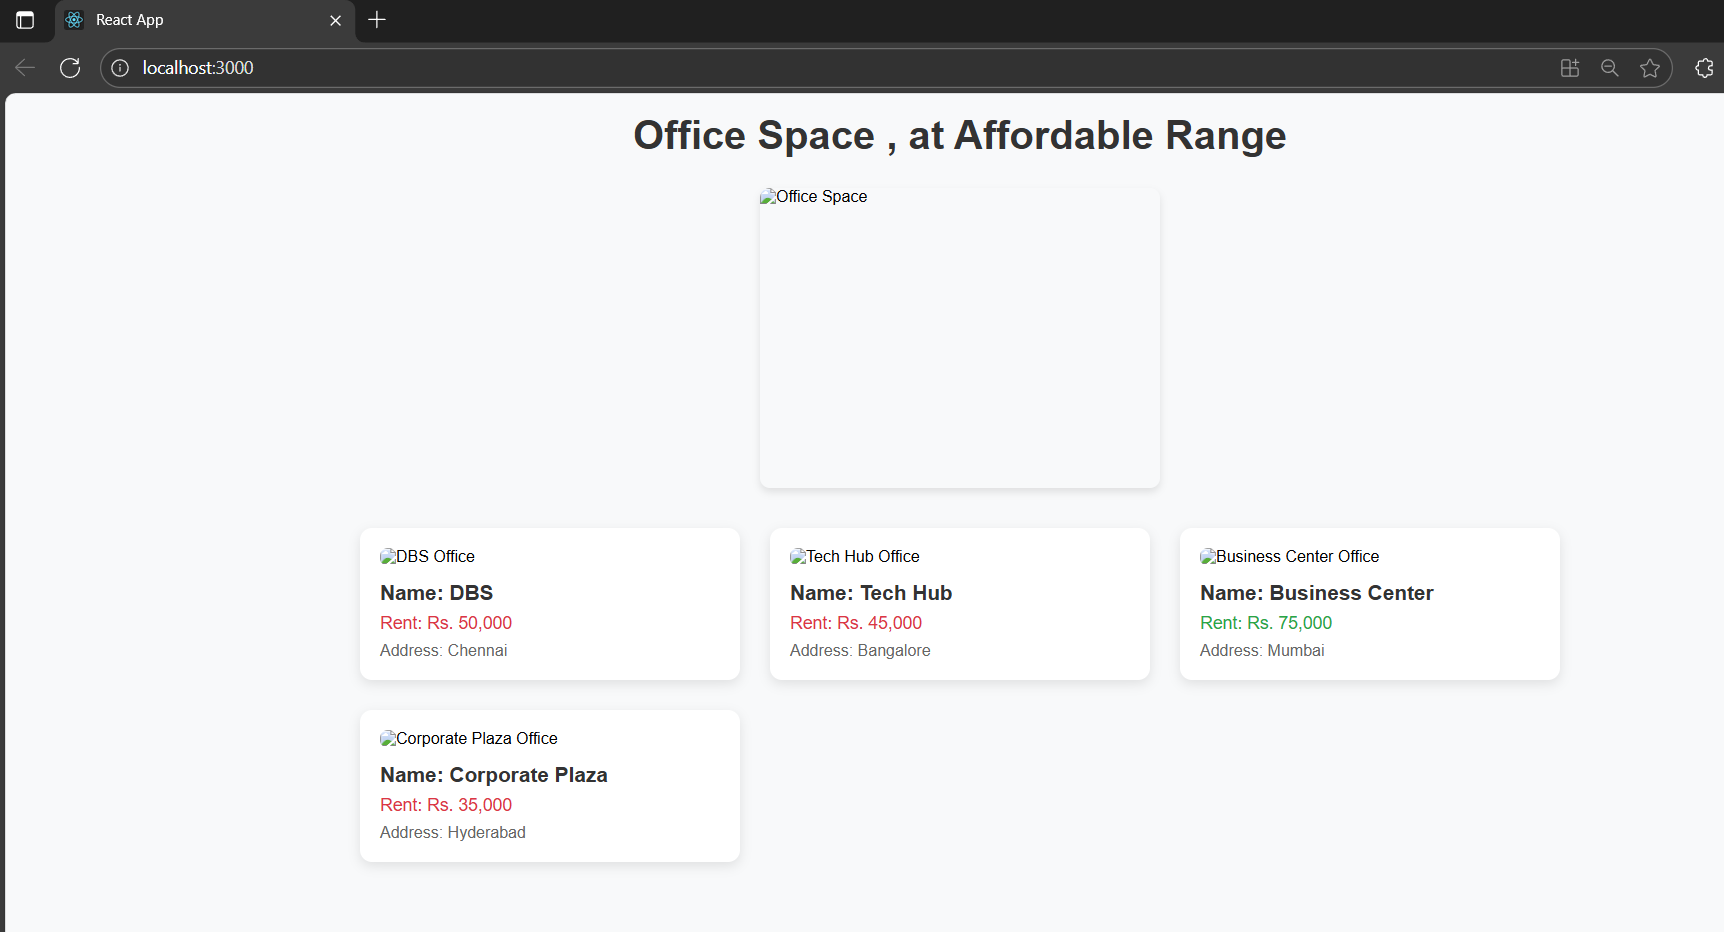 React App
localhost:3000
Office Space , at Affordable Range
Office Space
DBS Office
Name: DBS
Rent: Rs. 50,000
Address: Chennai
Tech Hub Office
Name: Tech Hub
Rent: Rs. 45,000
Address: Bangalore
Business Center Office
Name: Business Center
Rent: Rs. 75,000
Address: Mumbai
Corporate Plaza Office
Name: Corporate Plaza
Rent: Rs. 35,000
Address: Hyderabad